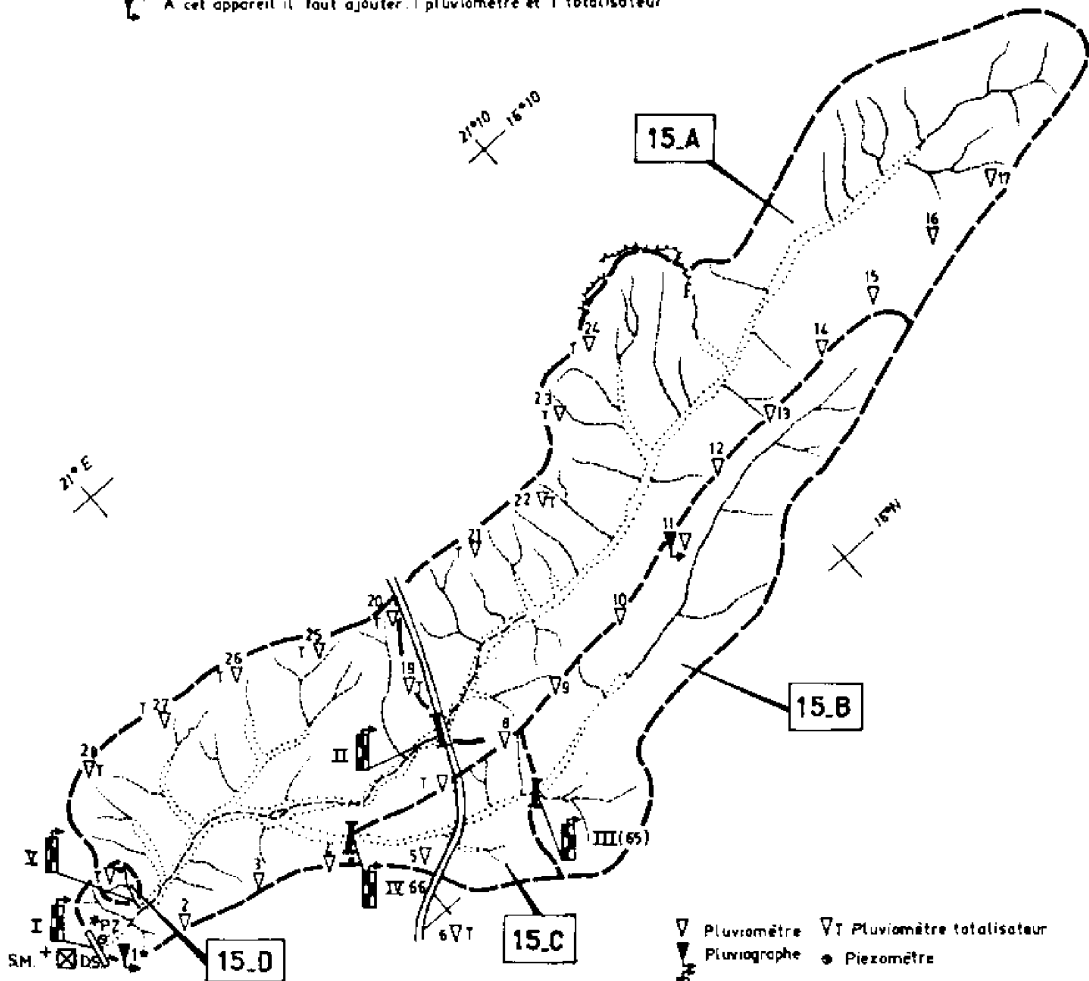 A cet appareil il faut ajouter. 1 pluviomètre et 1 totalisateur
21°10
16°10
15_A
17
16
15
14
24
T
23
T
13
12
21° E
22
T
16°N
11
21
T
10
20
25
T
19
T
26
T
9
15_B
27
T
8
II
28
T
T
III(65)
4
5
3
V
IV 66
T
2
I
*PZ
6
T
15_C
S.M.
+
DS
1*
15_D
Pluviomètre
T Pluviomètre totalisateur
Pluviographe
Piezomètre